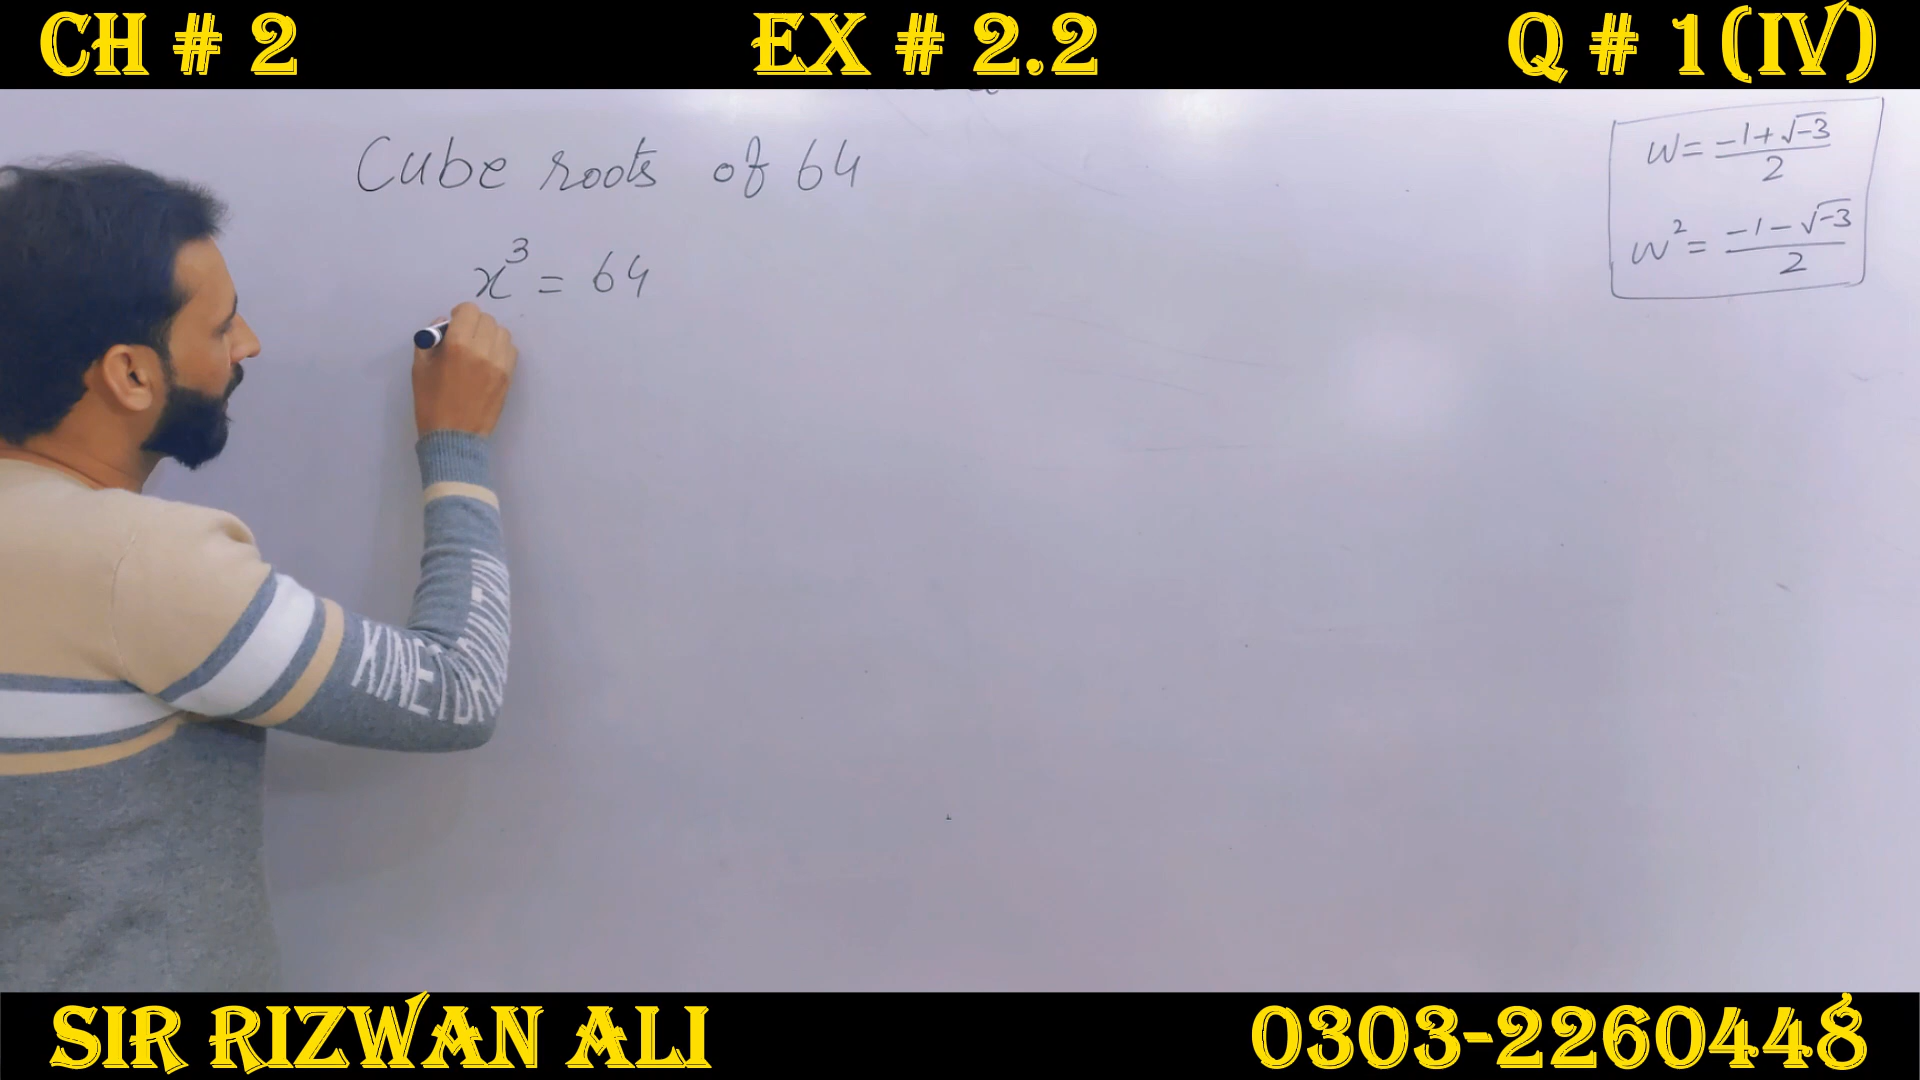 CH # 2 EX # 2.2 Q # 1(IV)
Cube roots of 64
x³ = 64
w = -1+√-3 / 2
w² = -1-√-3 / 2
SIR RIZWAN ALI 0303-2260448